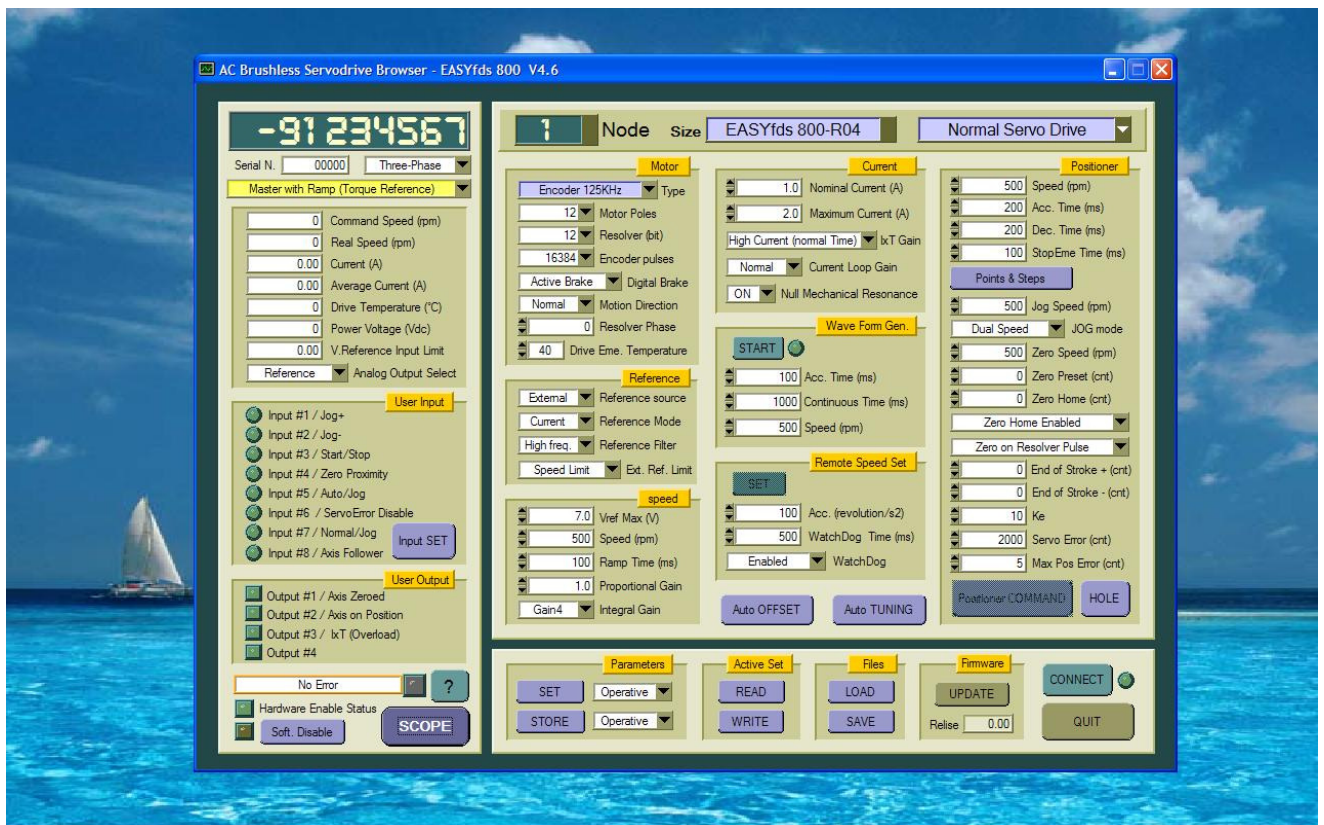 AC Brushless Servodrive Browser - EASYfds 800 V4.6
-91234567
Serial N. 00000 Three-Phase
Master with Ramp (Torque Reference)
0 Command Speed (rpm)
0 Real Speed (rpm)
0.00 Current (A)
0.00 Average Current (A)
0 Drive Temperature (°C)
0 Power Voltage (Vdc)
0.00 V.Reference Input Limit
Reference Analog Output Select
User Input
Input #1 / Jog+
Input #2 / Jog-
Input #3 / Start/Stop
Input #4 / Zero Proximity
Input #5 / Auto/Jog
Input #6 / ServoError Disable
Input #7 / Normal/Jog
Input #8 / Axis Follower
Input SET
User Output
Output #1 / Axis Zeroed
Output #2 / Axis on Position
Output #3 / IxT (Overload)
Output #4
No Error ?
Hardware Enable Status
Soft. Disable
SCOPE
1 Node Size EASYfds 800-R04 Normal Servo Drive
Motor
Encoder 125KHz Type
12 Motor Poles
12 Resolver (bit)
16384 Encoder pulses
Active Brake Digital Brake
Normal Motion Direction
0 Resolver Phase
40 Drive Eme. Temperature
Reference
External Reference source
Current Reference Mode
High freq. Reference Filter
Speed Limit Ext. Ref. Limit
speed
7.0 Vref Max (V)
500 Speed (rpm)
100 Ramp Time (ms)
1.0 Proportional Gain
Gain4 Integral Gain
Current
1.0 Nominal Current (A)
2.0 Maximum Current (A)
High Current (normal Time) IxT Gain
Normal Current Loop Gain
ON Null Mechanical Resonance
Wave Form Gen.
START
100 Acc. Time (ms)
1000 Continuous Time (ms)
500 Speed (rpm)
Remote Speed Set
SET
100 Acc. (revolution/s2)
500 WatchDog Time (ms)
Enabled WatchDog
Auto OFFSET Auto TUNING
Positioner
500 Speed (rpm)
200 Acc. Time (ms)
200 Dec. Time (ms)
100 StopEme Time (ms)
Points & Steps
500 Jog Speed (rpm)
Dual Speed JOG mode
500 Zero Speed (rpm)
0 Zero Preset (cnt)
0 Zero Home (cnt)
Zero Home Enabled
Zero on Resolver Pulse
0 End of Stroke + (cnt)
0 End of Stroke - (cnt)
10 Ke
2000 Servo Error (cnt)
5 Max Pos Error (cnt)
Positioner COMMAND HOLE
Parameters
SET Operative
STORE Operative
Active Set
READ
WRITE
Files
LOAD
SAVE
Firmware
UPDATE
Relise 0.00
CONNECT
QUIT